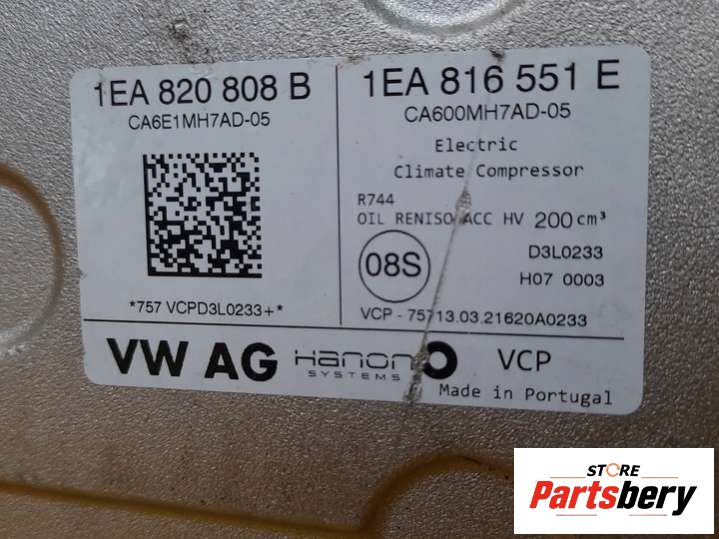 1EA 820 808 B
CA6E1MH7AD-05
*757 VCPD3L0233+*
1EA 816 551 E
CA600MH7AD-05
Electric
Climate Compressor
R744
OIL RENISO ACC HV 200 cm³
08S
D3L0233
H07 0003
VCP - 75713.03.21620A0233
VW AG
Hanon
SYSTEMS
VCP
Made in Portugal
STORE
Partsbery